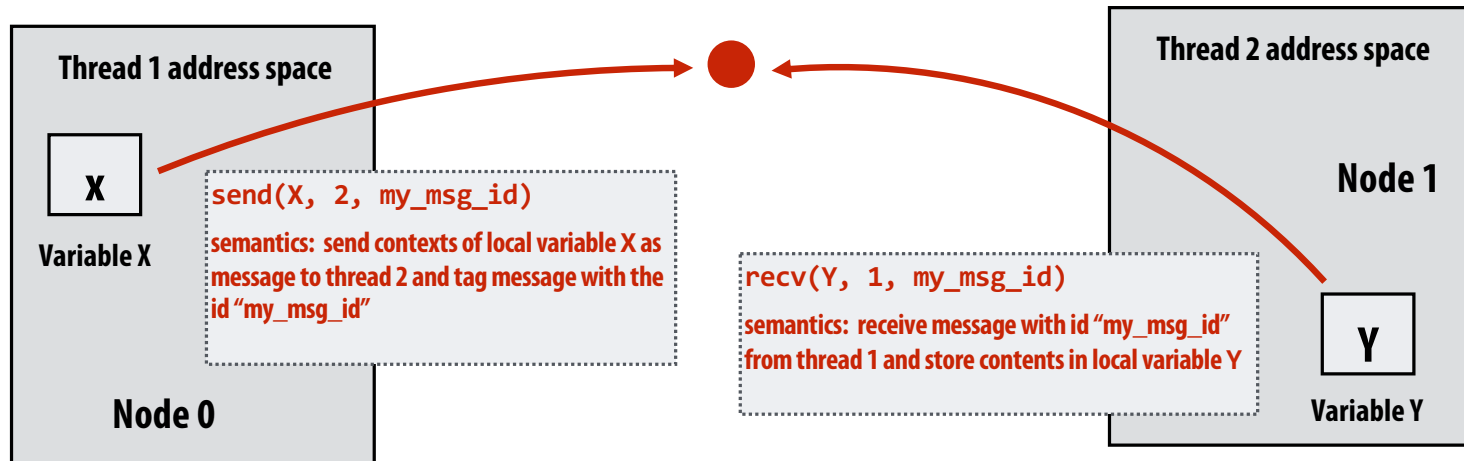 Thread 1 address space
x
Variable X
send(X, 2, my_msg_id)
semantics: send contexts of local variable X as
message to thread 2 and tag message with the
id “my_msg_id”
Node 0
Thread 2 address space
Node 1
recv(Y, 1, my_msg_id)
semantics: receive message with id “my_msg_id”
from thread 1 and store contents in local variable Y
Y
Variable Y